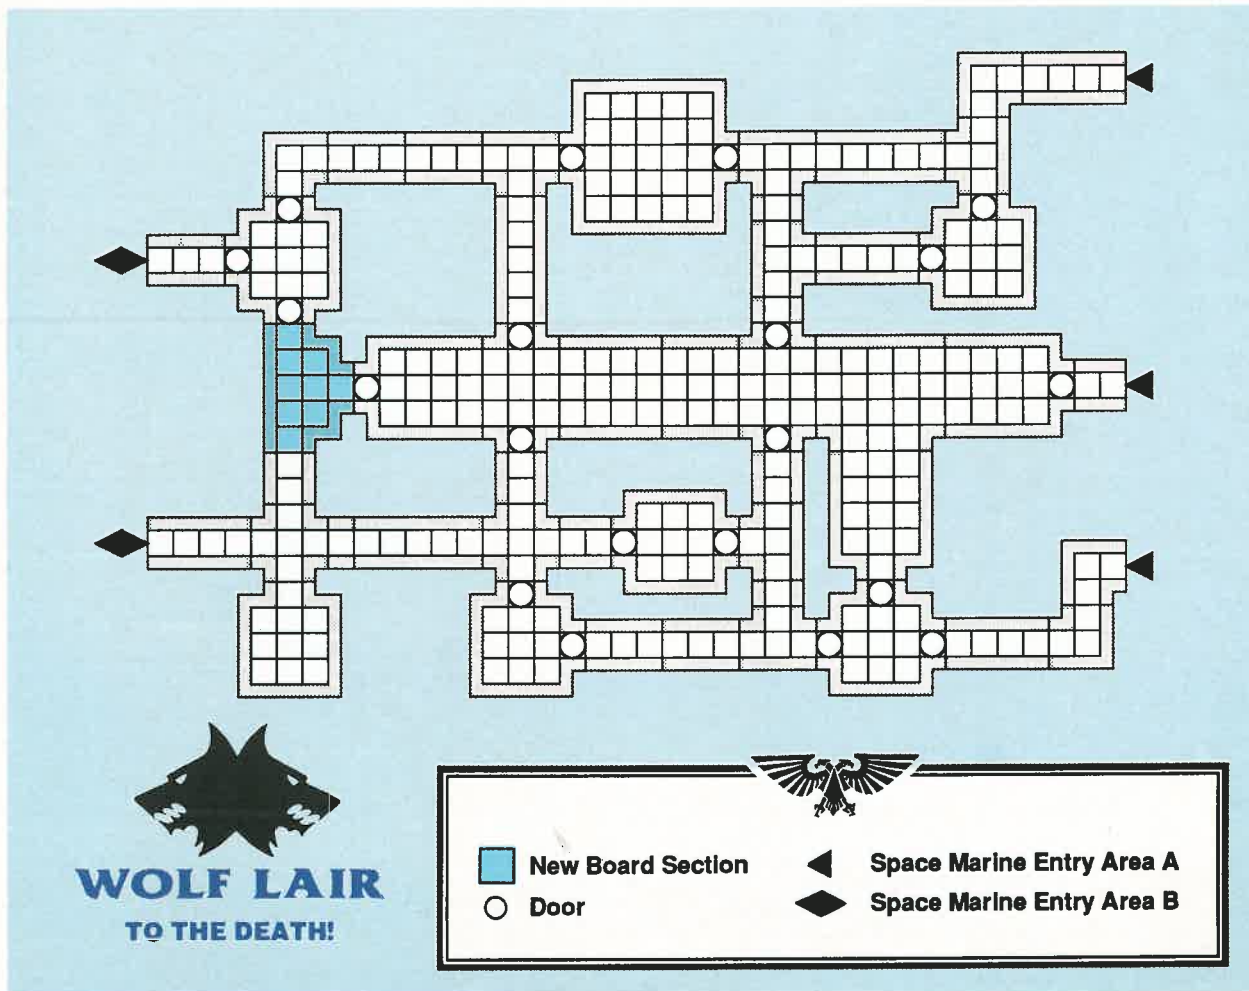 WOLF LAIR
TO THE DEATH!
New Board Section
Door
Space Marine Entry Area A
Space Marine Entry Area B